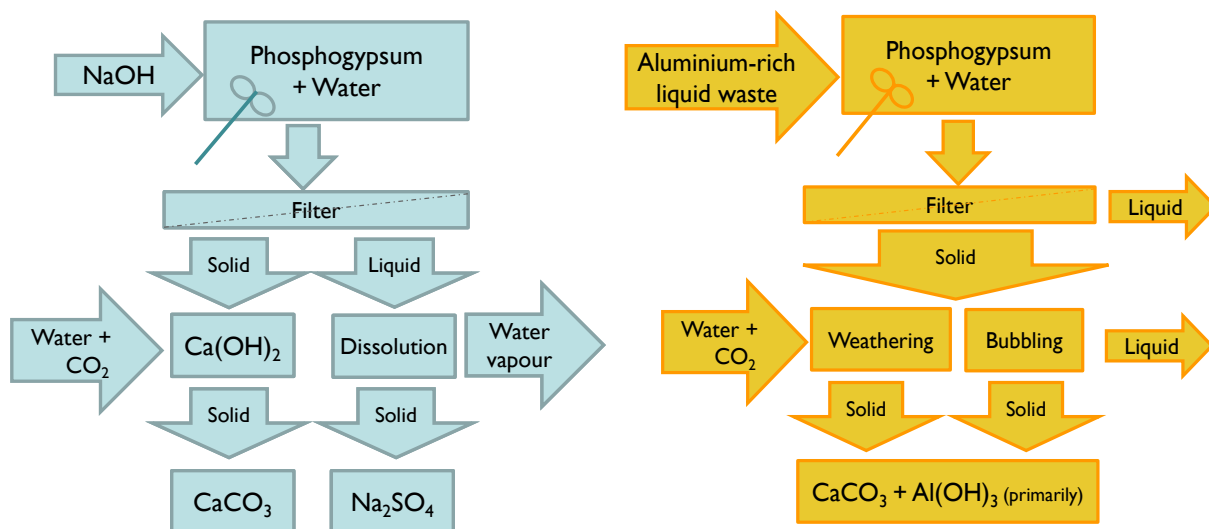 NaOH
Phosphogypsum
+ Water
Filter
Solid
Liquid
Water +
CO₂
Ca(OH)₂
Dissolution
Water
vapour
Solid
Solid
CaCO₃
Na₂SO₄
Aluminium-rich
liquid waste
Phosphogypsum
+ Water
Filter
Liquid
Solid
Water +
CO₂
Weathering
Bubbling
Liquid
Solid
Solid
CaCO₃ + Al(OH)₃ (primarily)